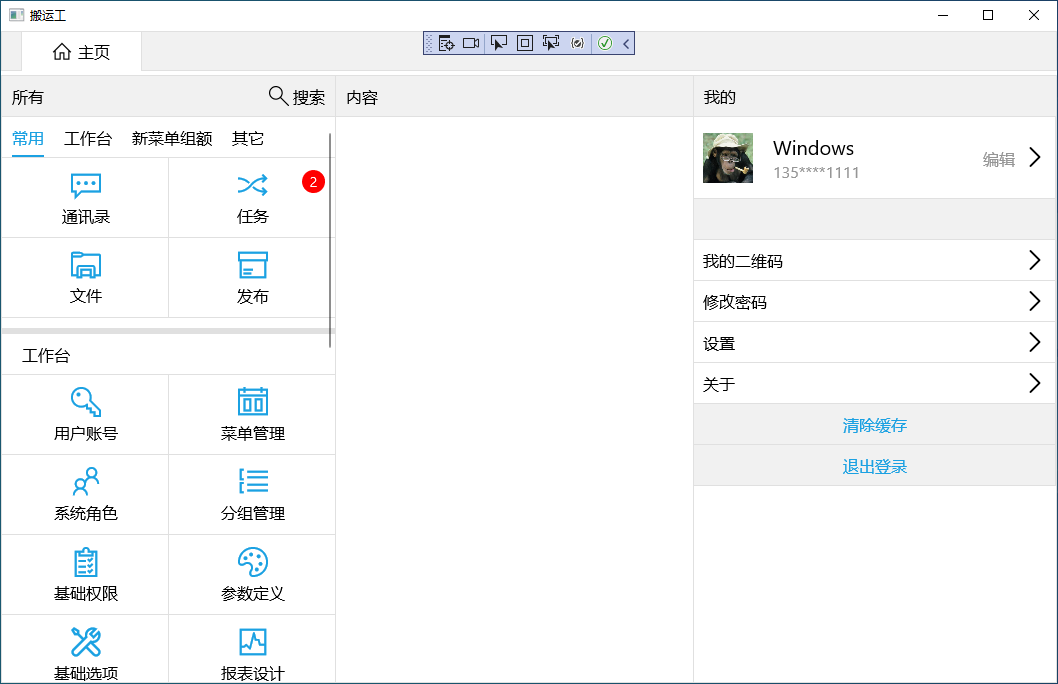 搬运工
主页
所有 搜索 内容 我的
常用 工作台 新菜单组额 其它
Windows
135****1111
编辑
2
通讯录 任务
文件 发布
我的二维码
修改密码
设置
关于
清除缓存
退出登录
工作台
用户账号 菜单管理
系统角色 分组管理
基础权限 参数定义
基础选项 报表设计